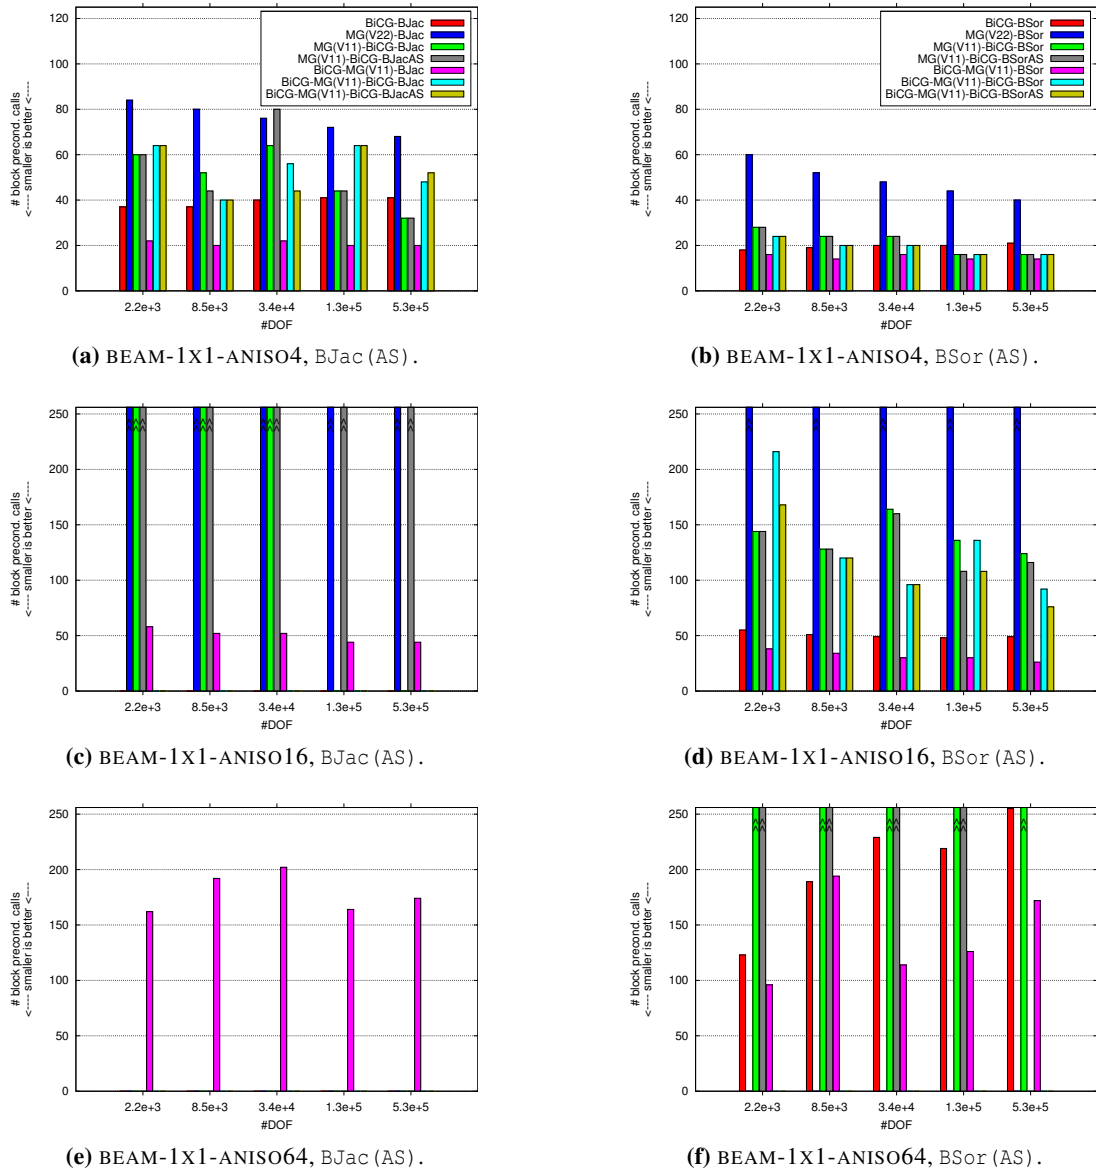 # block precond. calls
<---- smaller is better <----
120
100
80
60
40
20
0
BiCG-BJac
MG(V22)-BJac
MG(V11)-BiCG-BJac
MG(V11)-BiCG-BJacAS
BiCG-MG(V11)-BJac
BiCG-MG(V11)-BiCG-BJac
BiCG-MG(V11)-BiCG-BJacAS
2.2e+3 8.5e+3 3.4e+4 1.3e+5 5.3e+5
#DOF
(a) BEAM-1X1-ANISO4, BJac(AS).
# block precond. calls
<---- smaller is better <----
120
100
80
60
40
20
0
BiCG-BSor
MG(V22)-BSor
MG(V11)-BiCG-BSor
MG(V11)-BiCG-BSorAS
BiCG-MG(V11)-BSor
BiCG-MG(V11)-BiCG-BSor
BiCG-MG(V11)-BiCG-BSorAS
2.2e+3 8.5e+3 3.4e+4 1.3e+5 5.3e+5
#DOF
(b) BEAM-1X1-ANISO4, BSor(AS).
# block precond. calls
<---- smaller is better <----
250
200
150
100
50
0
2.2e+3 8.5e+3 3.4e+4 1.3e+5 5.3e+5
#DOF
(c) BEAM-1X1-ANISO16, BJac(AS).
# block precond. calls
<---- smaller is better <----
250
200
150
100
50
0
2.2e+3 8.5e+3 3.4e+4 1.3e+5 5.3e+5
#DOF
(d) BEAM-1X1-ANISO16, BSor(AS).
# block precond. calls
<---- smaller is better <----
250
200
150
100
50
0
2.2e+3 8.5e+3 3.4e+4 1.3e+5 5.3e+5
#DOF
(e) BEAM-1X1-ANISO64, BJac(AS).
# block precond. calls
<---- smaller is better <----
250
200
150
100
50
0
2.2e+3 8.5e+3 3.4e+4 1.3e+5 5.3e+5
#DOF
(f) BEAM-1X1-ANISO64, BSor(AS).